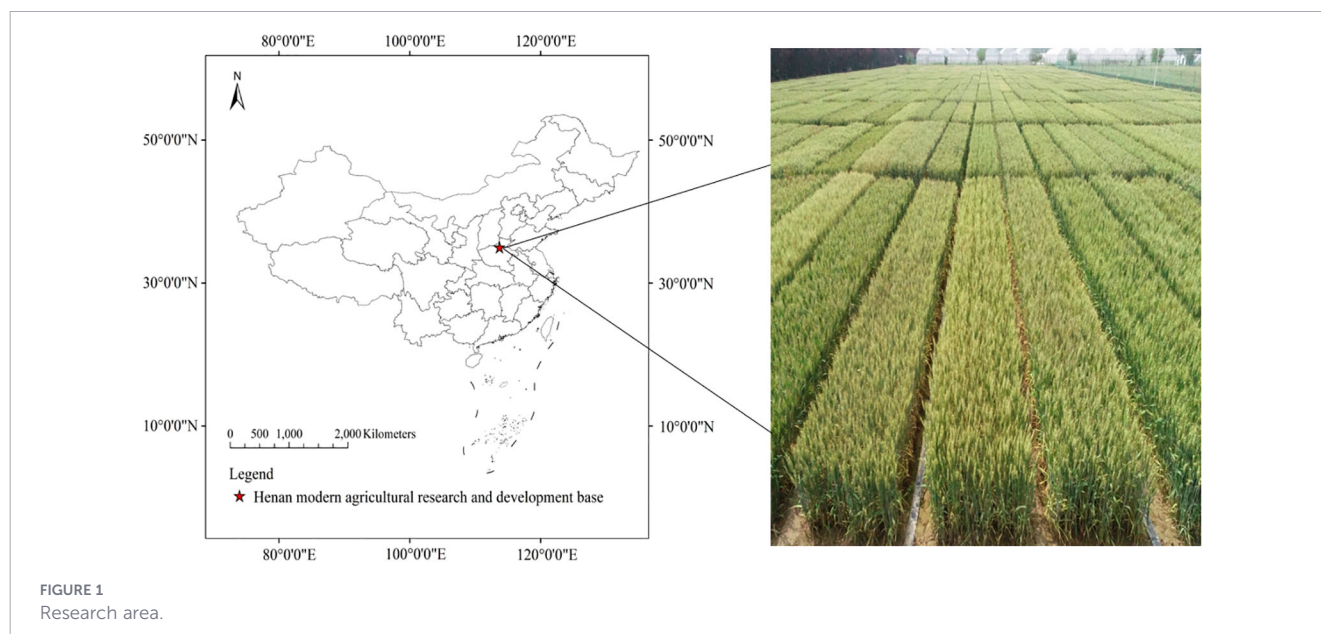 80°0'0"E 100°0'0"E 120°0'0"E
N
50°0'0"N 50°0'0"N
30°0'0"N 30°0'0"N
10°0'0"N 10°0'0"N
0 500 1,000 2,000 Kilometers
Legend
Henan modern agricultural research and development base
80°0'0"E 100°0'0"E 120°0'0"E
FIGURE 1
Research area.